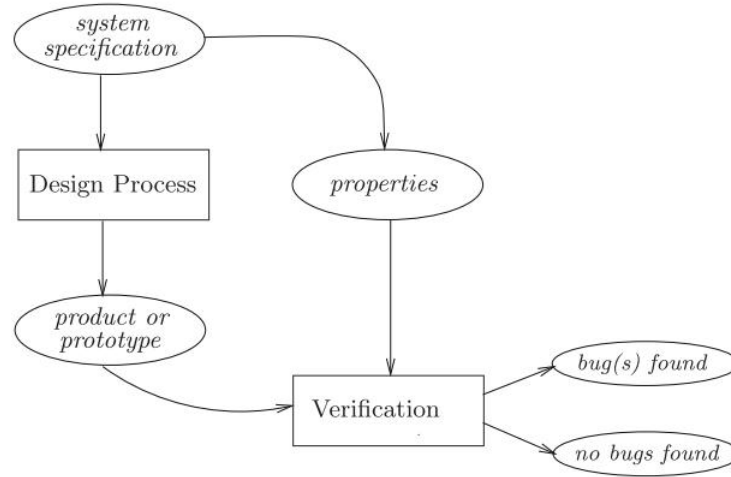 system
specification
Design Process
properties
product or
prototype
bug(s) found
Verification
no bugs found